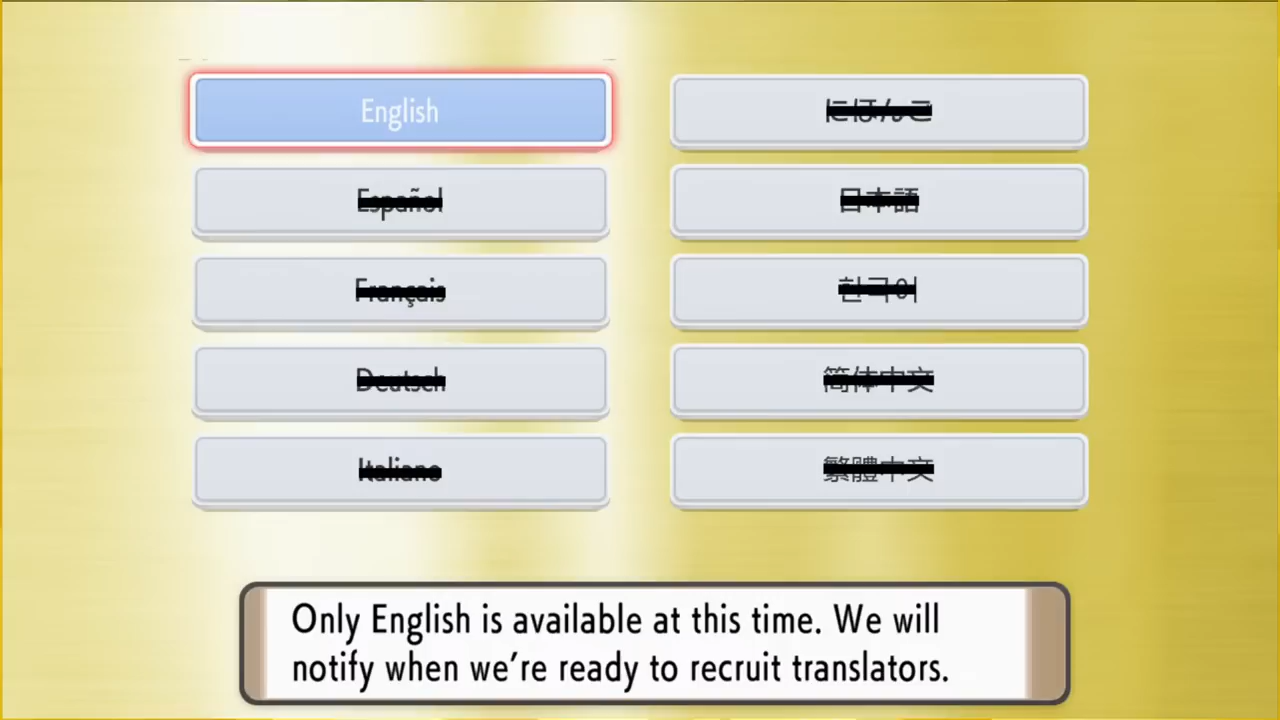 English
Español
Français
Deutsch
Italiano
にほんご
日本語
한국어
简体中文
繁體中文
Only English is available at this time. We will
notify when we're ready to recruit translators.